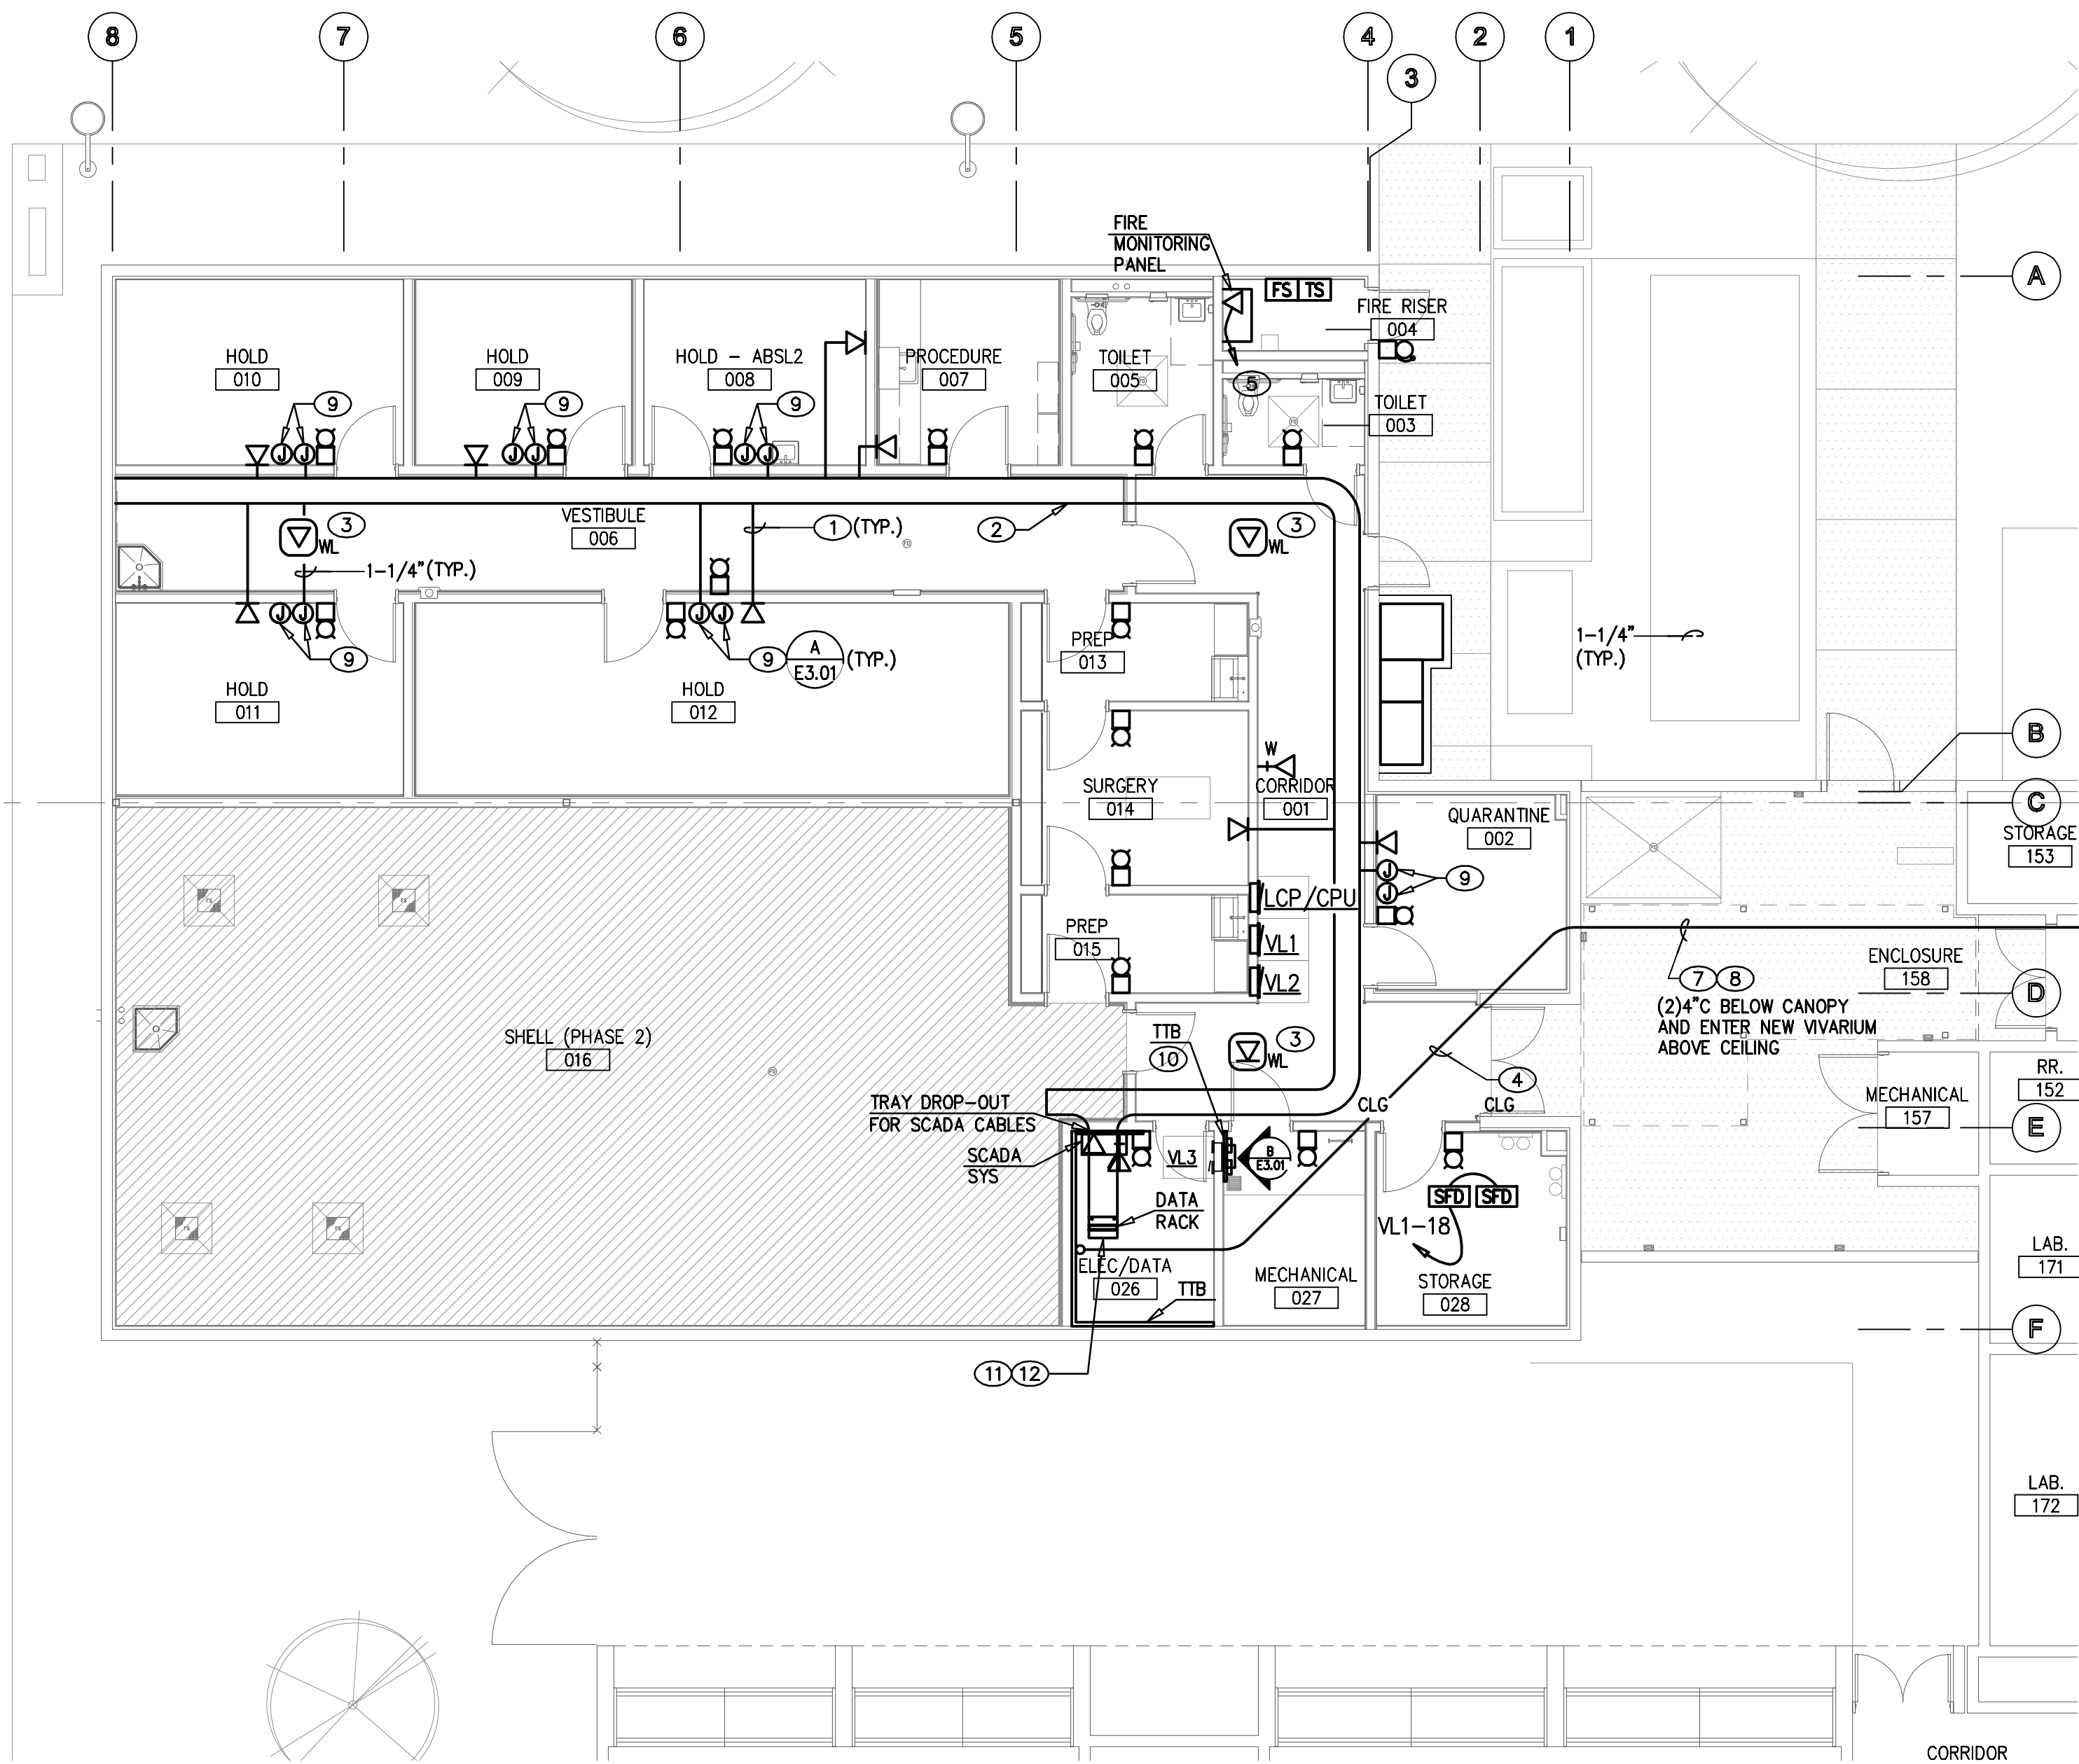 8
7
6
5
4
2
1
3
A
FIRE
MONITORING
PANEL
FS TS
FIRE RISER
004
HOLD
010
HOLD
009
HOLD - ABSL2
008
PROCEDURE
007
TOILET
005
5
TOILET
003
9
9
9
J J
J J
J J
3
WL
VESTIBULE
006
1 (TYP.)
2
3
WL
1-1/4" (TYP.)
J J
J J
9
9
A
E3.01
(TYP.)
PREP
013
1-1/4"
(TYP.)
HOLD
011
HOLD
012
B
W
SURGERY
014
CORRIDOR
001
QUARANTINE
002
C
STORAGE
153
FS
FS
LCP/CPU
J
J
9
VL1
PREP
015
VL2
ENCLOSURE
158
7 8
D
(2)4"C BELOW CANOPY
AND ENTER NEW VIVARIUM
ABOVE CEILING
SHELL (PHASE 2)
016
TTB
10
3
WL
4
RR.
152
TRAY DROP-OUT
FOR SCADA CABLES
CLG
CLG
MECHANICAL
157
E
SCADA
SYS
VL3
B
E3.01
DATA
RACK
SFD SFD
VL1-18
FS
FS
ELEC/DATA
026
TTB
MECHANICAL
027
STORAGE
028
LAB.
171
F
11 12
LAB.
172
CORRIDOR